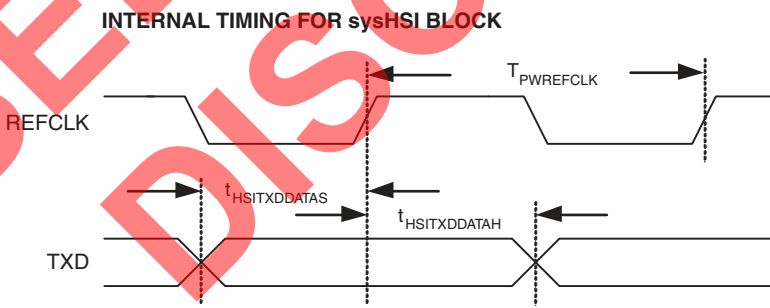 INTERNAL TIMING FOR sysHSI BLOCK
TPWREFCLK
REFCLK
tHSITXDDATAS
tHSITXDDATAH
TXD